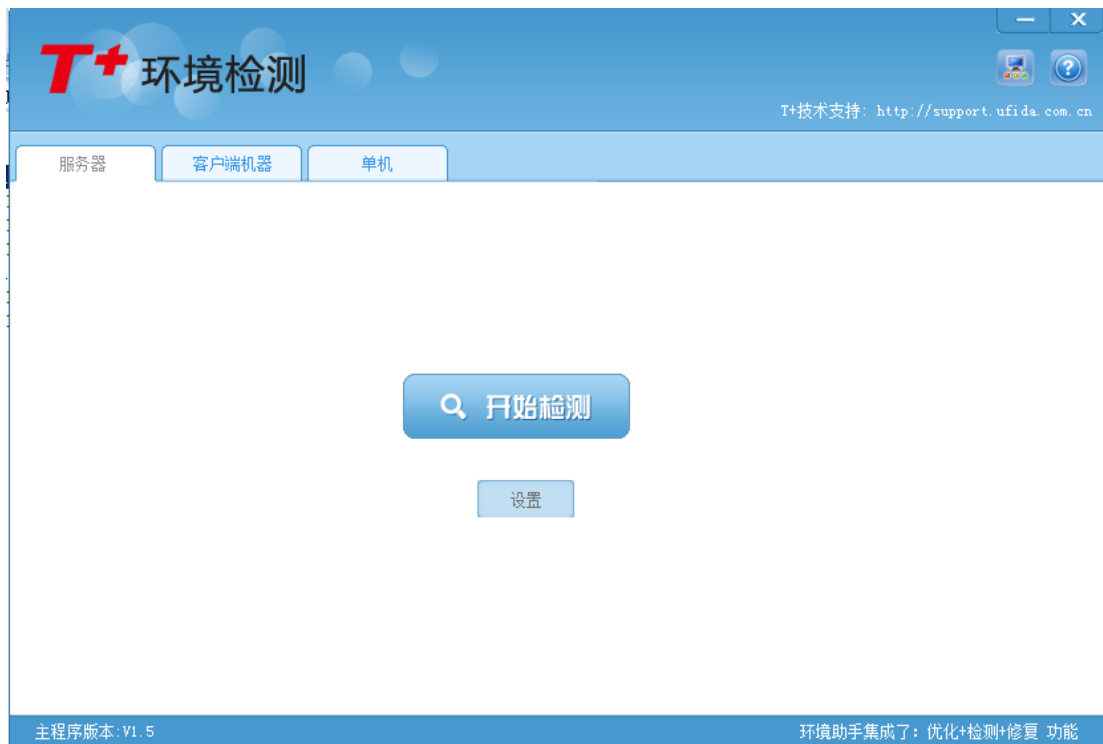 T+ 环境检测
T+技术支持: http://support.ufida.com.cn
服务器 客户端机器 单机
开始检测
设置
主程序版本:V1.5 环境助手集成了: 优化+检测+修复 功能